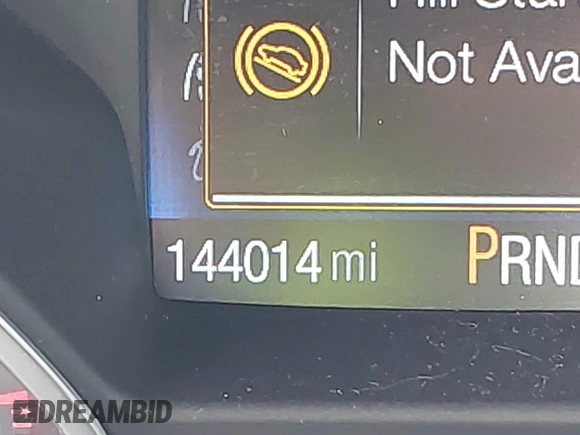 Not Ava
144014 mi PRND
DREAMBID